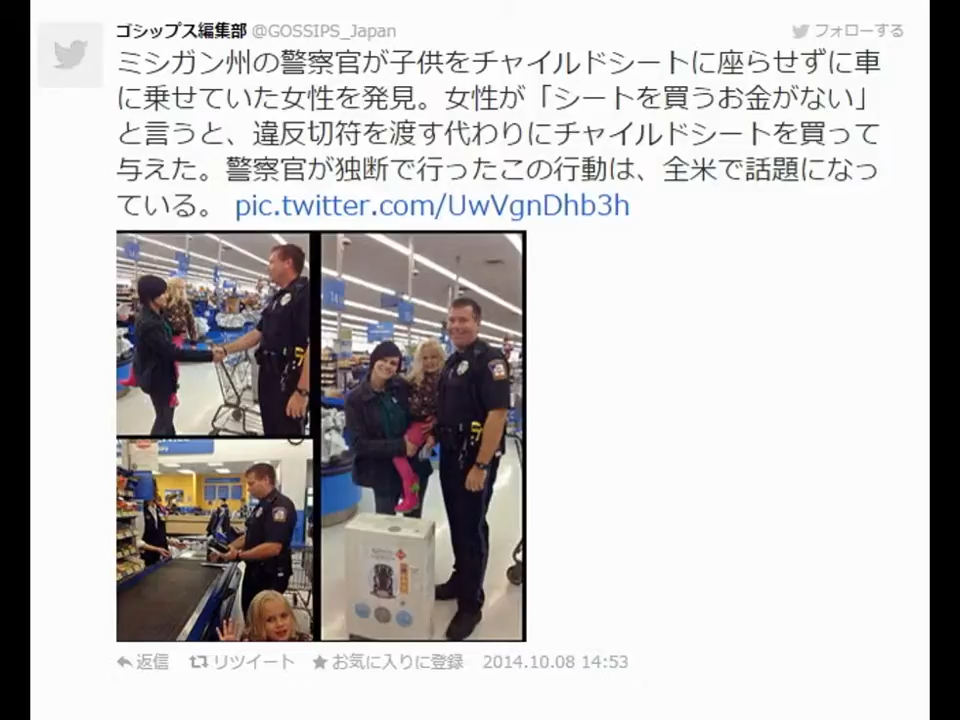 ゴシップス編集部 @GOSSIPS_Japan
フォローする
ミシガン州の警察官が子供をチャイルドシートに座らせずに車
に乗せていた女性を発見。女性が「シートを買うお金がない」
と言うと、違反切符を渡す代わりにチャイルドシートを買って
与えた。警察官が独断で行ったこの行動は、全米で話題になっ
ている。 pic.twitter.com/UwVgnDhb3h
返信 リツイート お気に入りに登録 2014.10.08 14:53